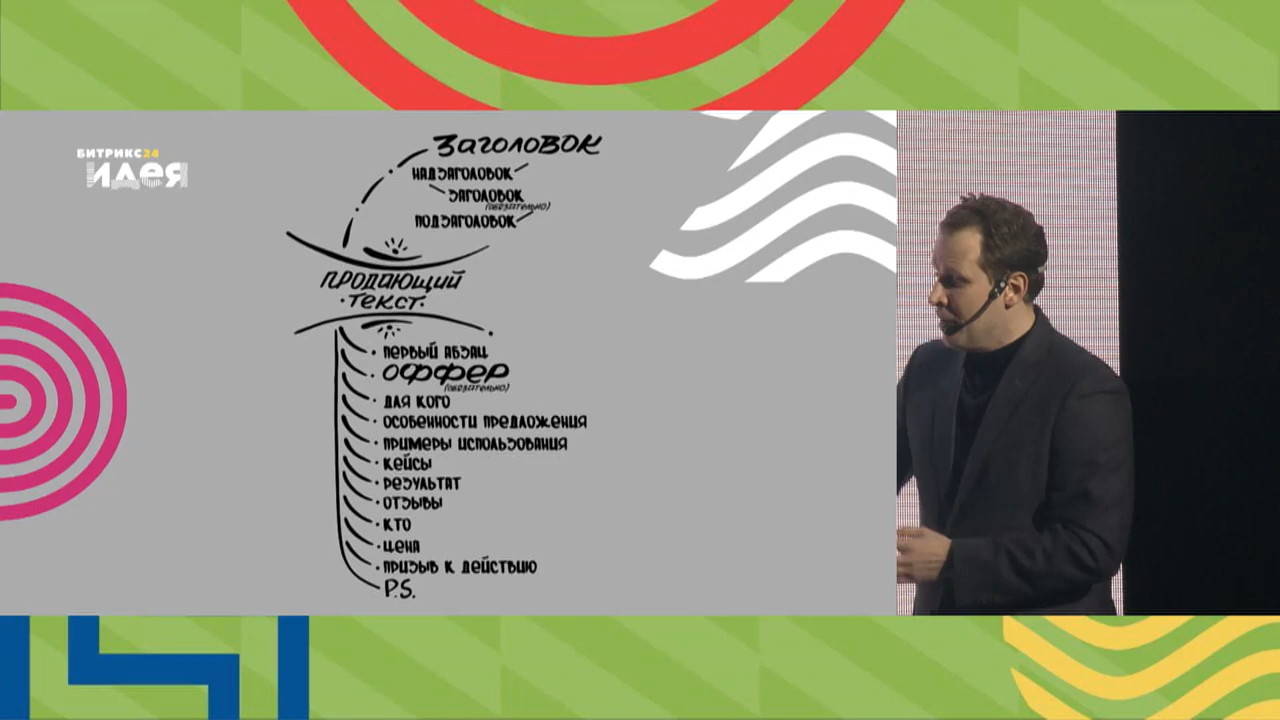 БИТРИКС24
идея
ЗАГОЛОВОК
НАДЗАГОЛОВОК
ЗАГОЛОВОК
(ОБЯЗАТЕЛЬНО)
ПОДЗАГОЛОВОК
ПРОДАЮЩИЙ
·ТЕКСТ·
· ПЕРВЫЙ АБЗАЦ
· ОФФЕР
(ОБЯЗАТЕЛЬНО)
· ДЛЯ КОГО
· ОСОБЕННОСТИ ПРЕДЛОЖЕНИЯ
· ПРИМЕРЫ ИСПОЛЬЗОВАНИЯ
· КЕЙСЫ
· РЕЗУЛЬТАТ
· ОТЗЫВЫ
· КТО
· ЦЕНА
· ПРИЗЫВ К ДЕЙСТВИЮ
P.S.